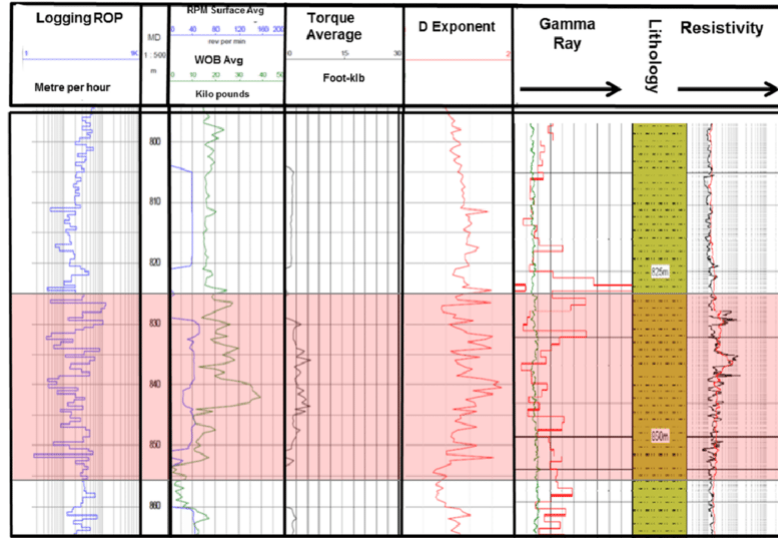 Logging ROP
1 1K
Metre per hour
MD
1 : 500
m
RPM Surface Avg
0 40 80 120 160 200
rev per min
WOB Avg
0 10 20 30 40 50
Kilo pounds
Torque
Average
0 15 30
Foot-klb
D Exponent
2
Gamma
Ray
Lithology
Resistivity
800
810
820
825m
830
840
850
850m
860